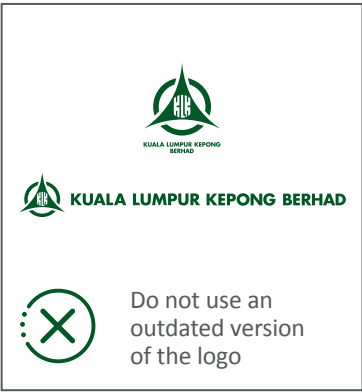 KLK
KUALA LUMPUR KEPONG
BERHAD
KLK
KUALA LUMPUR KEPONG BERHAD
Do not use an
outdated version
of the logo